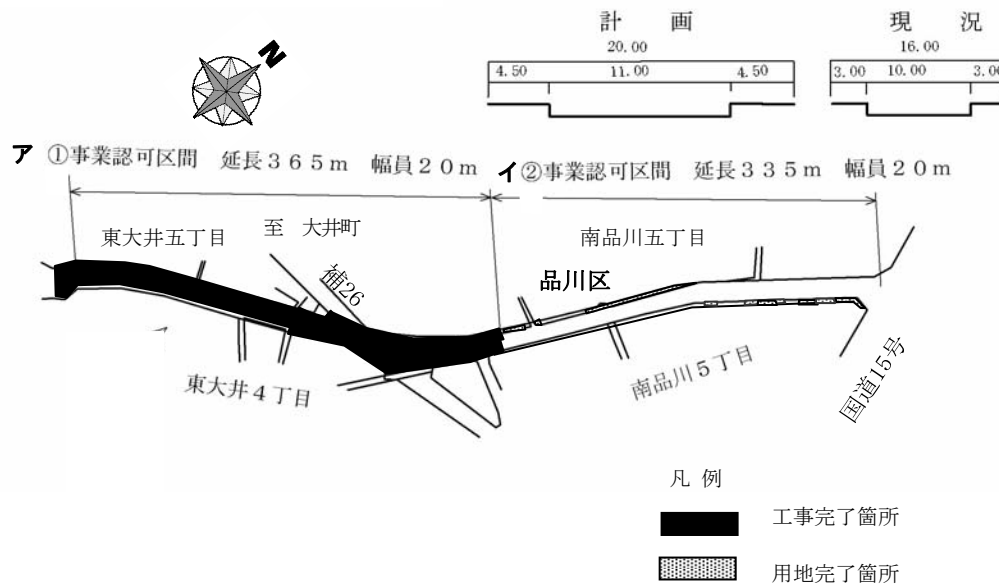 計 画
20.00
4.50 11.00 4.50
現 況
16.00
3.00 10.00 3.00
N
ア ①事業認可区間 延長365m 幅員20m
イ ②事業認可区間 延長335m 幅員20m
東大井五丁目
至 大井町
補26
南品川五丁目
品川区
東大井4丁目
南品川5丁目
国道15号
凡 例
工事完了箇所
用地完了箇所